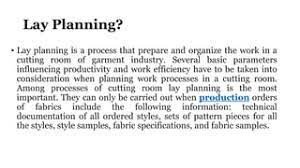 Lay Planning?
• Lay planning is a process that prepare and organize the work in a
cutting room of garment industry. Several basic parameters
influencing productivity and work efficiency have to be taken into
consideration when planning work processes in a cutting room.
Among processes of cutting room lay planning is the most
important. They can only be carried out when production orders
of fabrics include the following information: technical
documentation of all ordered styles, sets of pattern pieces for all
the styles, style samples, fabric specifications, and fabric samples.